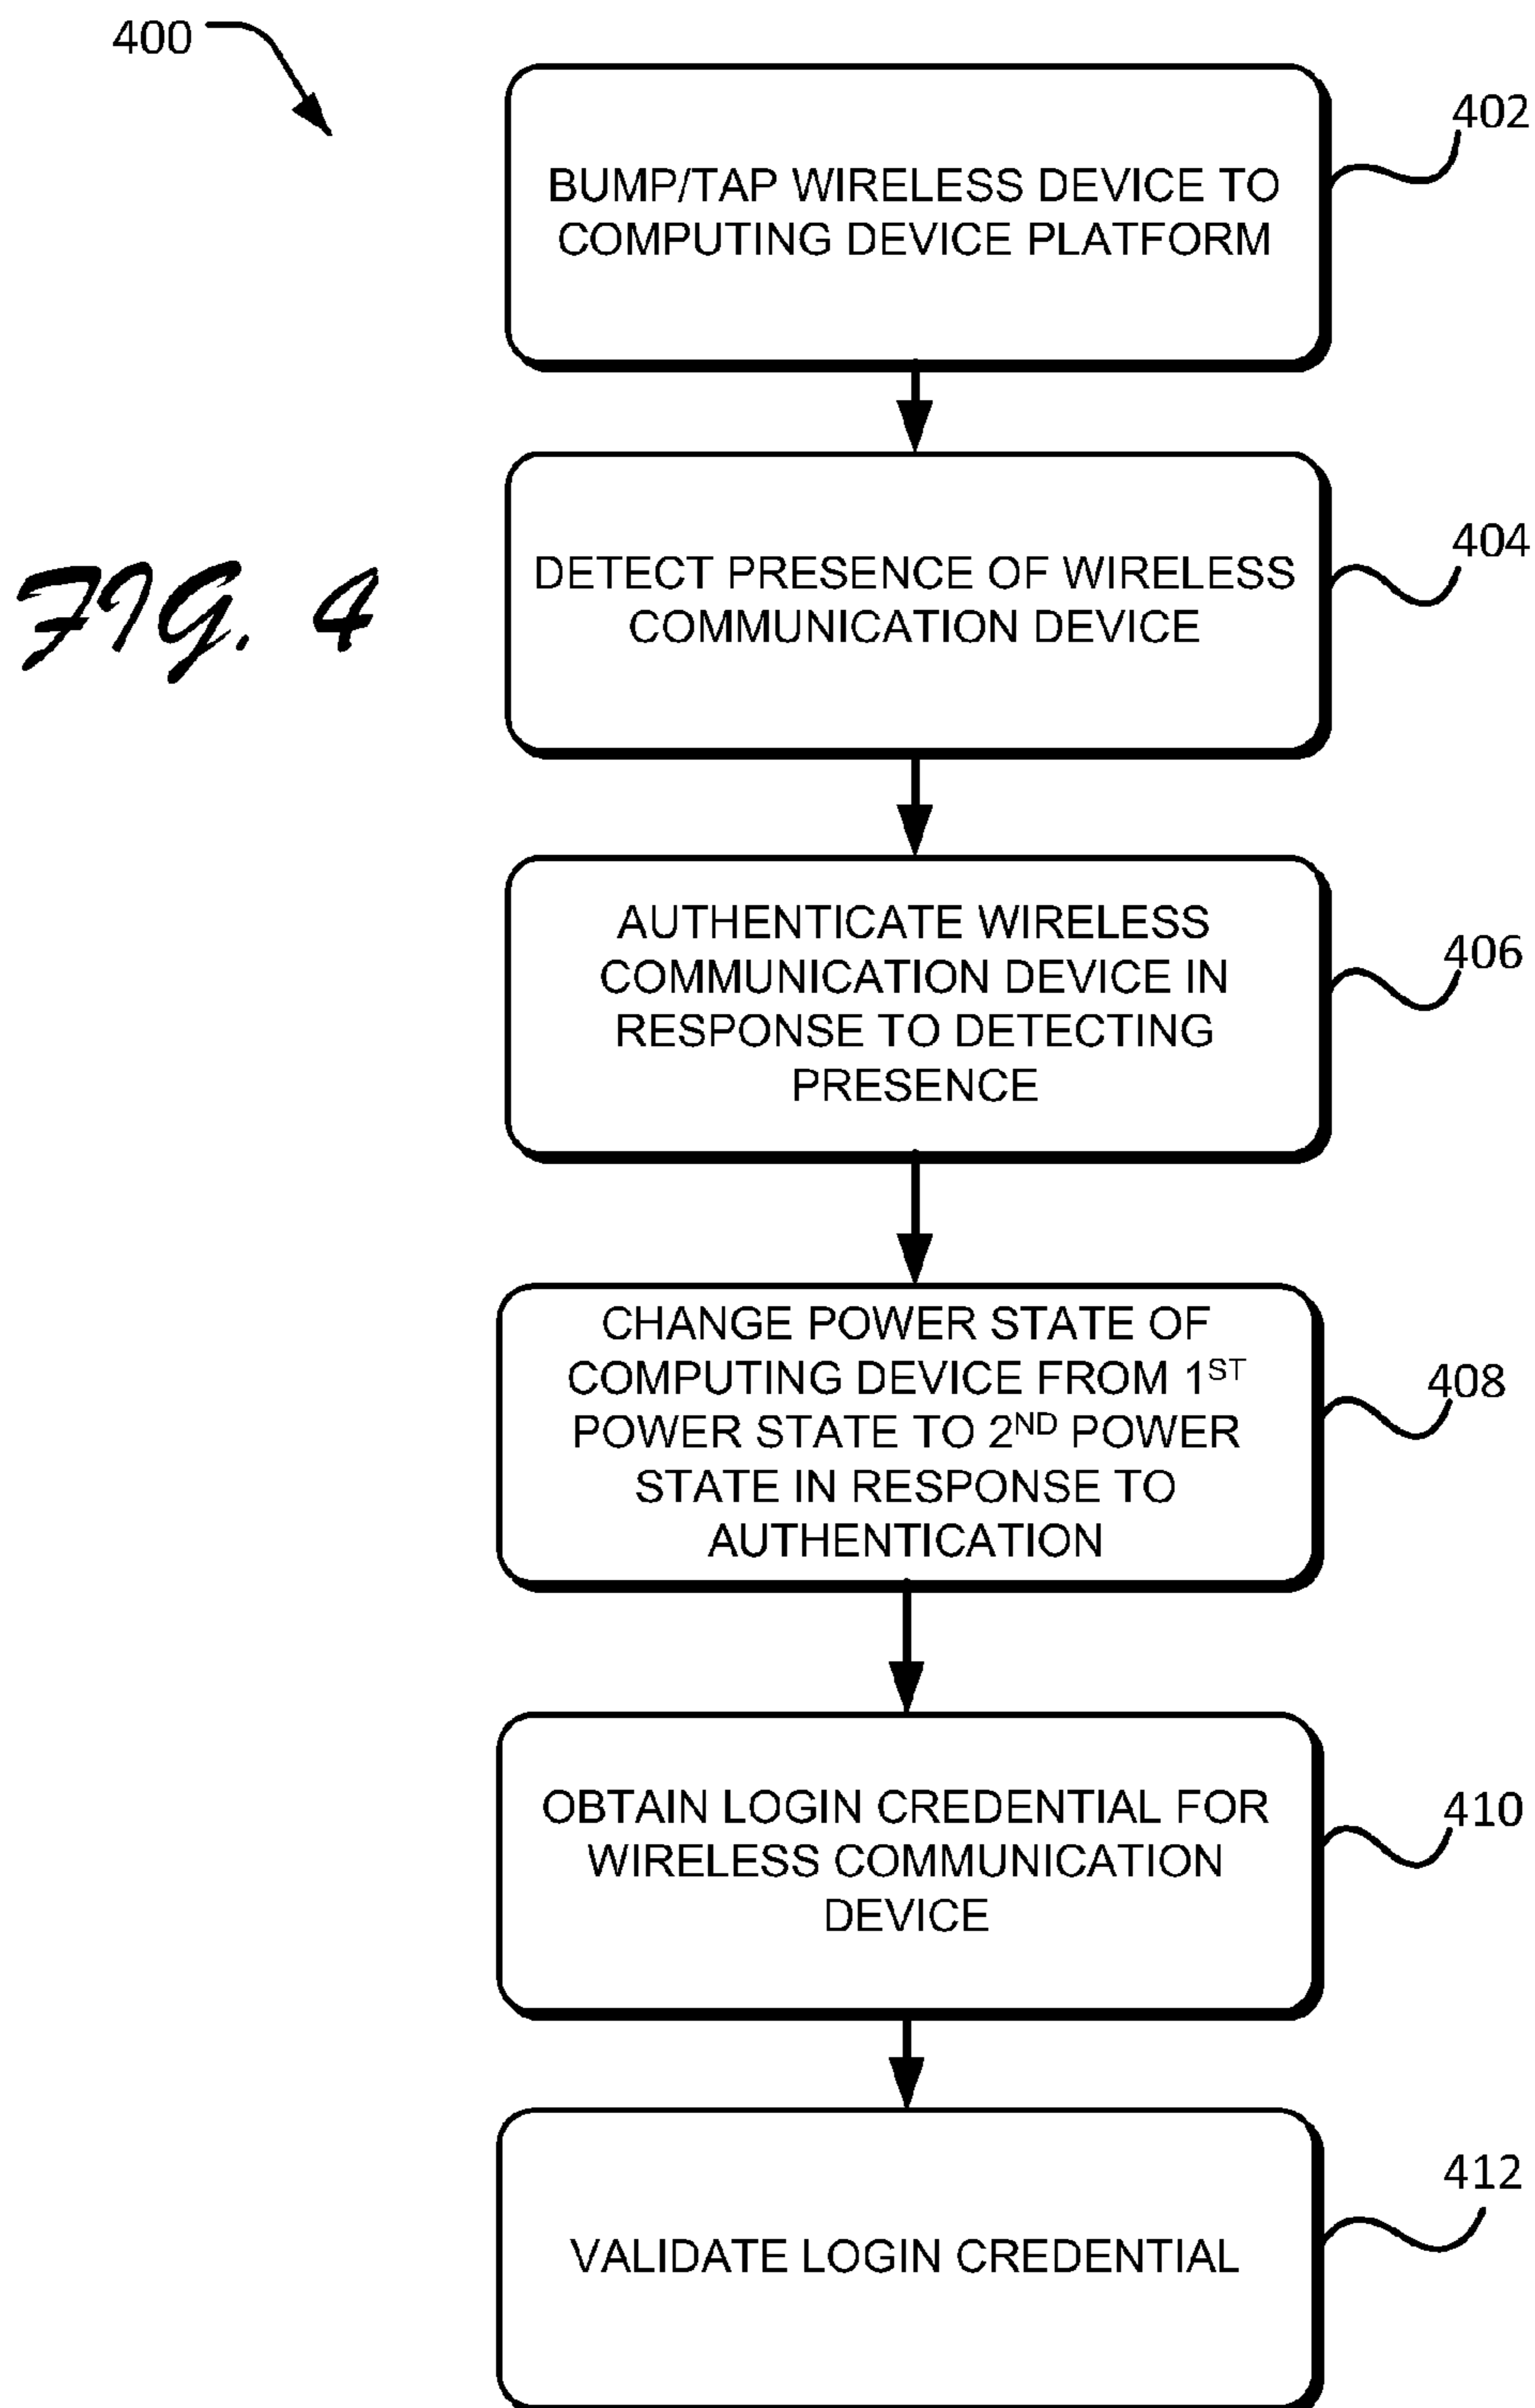 400
BUMP/TAP WIRELESS DEVICE TO
COMPUTING DEVICE PLATFORM
402
DETECT PRESENCE OF WIRELESS
COMMUNICATION DEVICE
404
FIG. 4
AUTHENTICATE WIRELESS
COMMUNICATION DEVICE IN
RESPONSE TO DETECTING
PRESENCE
406
CHANGE POWER STATE OF
COMPUTING DEVICE FROM 1ST
POWER STATE TO 2ND POWER
STATE IN RESPONSE TO
AUTHENTICATION
408
OBTAIN LOGIN CREDENTIAL FOR
WIRELESS COMMUNICATION
DEVICE
410
VALIDATE LOGIN CREDENTIAL
412